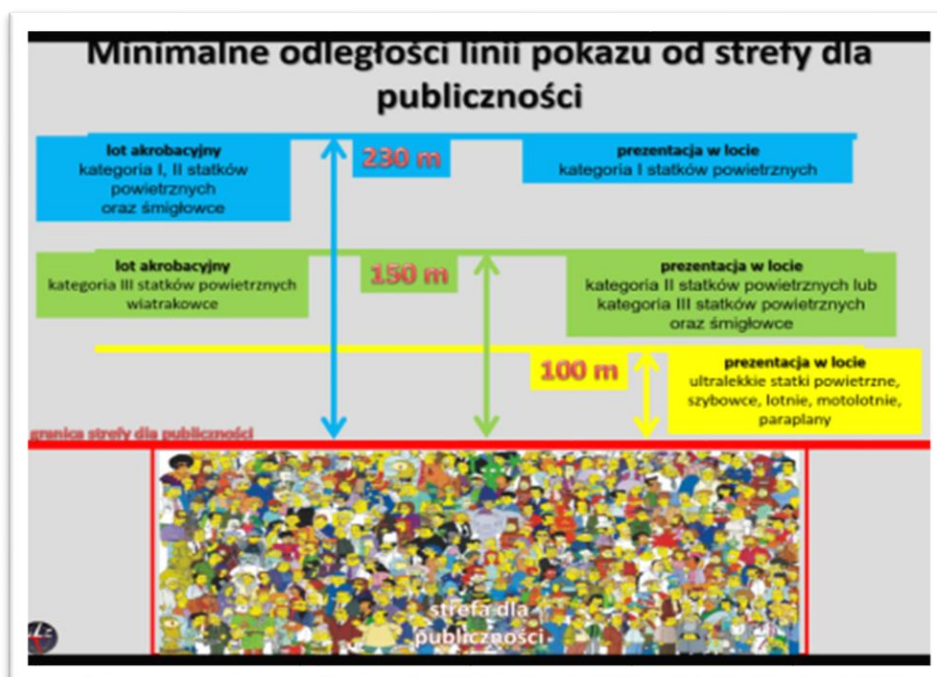 Minimalne odległości linii pokazu od strefy dla
publiczności
lot akrobacyjny
kategoria I, II statków
powietrznych
oraz śmigłowce
230 m
prezentacja w locie
kategoria I statków powietrznych
lot akrobacyjny
kategoria III statków powietrznych
wiatrakowce
150 m
prezentacja w locie
kategoria II statków powietrznych lub
kategoria III statków powietrznych
oraz śmigłowce
100 m
prezentacja w locie
ultralekkie statki powietrzne,
szybowce, lotnie, motolotnie,
paraplany
granica strefy dla publiczności
strefa dla
publiczności